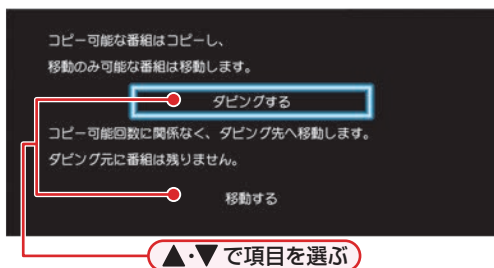 コピー可能な番組はコピーし、
移動のみ可能な番組は移動します。
ダビングする
コピー可能回数に関係なく、ダビング先へ移動します。
ダビング元に番組は残りません。
移動する
▲・▼で項目を選ぶ